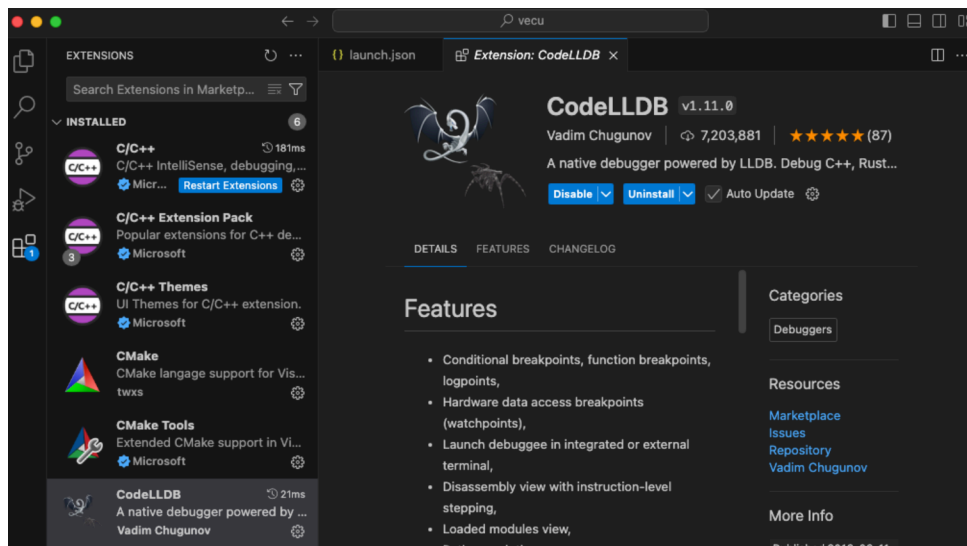 vecu
EXTENSIONS
Search Extensions in Marketp...
INSTALLED
6
C/C++
181ms
C/C++ IntelliSense, debugging,...
Micr...
Restart Extensions
C/C++ Extension Pack
Popular extensions for C++ de...
3
Microsoft
C/C++ Themes
UI Themes for C/C++ extension.
Microsoft
CMake
CMake langage support for Vis...
twxs
CMake Tools
Extended CMake support in Vi...
Microsoft
CodeLLDB
21ms
A native debugger powered by ...
Vadim Chugunov
1
C/C++
C/C++
C/C++
{} launch.json
Extension: CodeLLDB
CodeLLDB v1.11.0
Vadim Chugunov 7,203,881 (87)
A native debugger powered by LLDB. Debug C++, Rust...
Disable Uninstall Auto Update
DETAILS FEATURES CHANGELOG
Features
• Conditional breakpoints, function breakpoints,
logpoints,
• Hardware data access breakpoints
(watchpoints),
• Launch debuggee in integrated or external
terminal,
• Disassembly view with instruction-level
stepping,
• Loaded modules view,
Categories
Debuggers
Resources
Marketplace
Issues
Repository
Vadim Chugunov
More Info